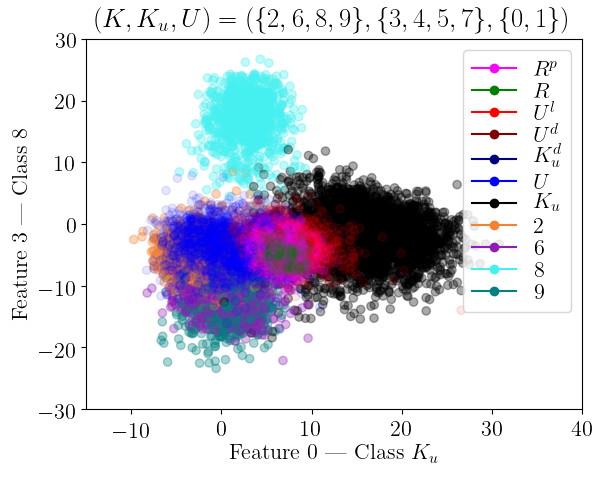 (K, K_u, U) = ({2, 6, 8, 9}, {3, 4, 5, 7}, {0, 1})
Feature 3 — Class 8
30
20
10
0
−10
−20
−30
R^p
R
U^l
U^d
K_u^d
U
K_u
2
6
8
9
−10 0 10 20 30 40
Feature 0 — Class K_u